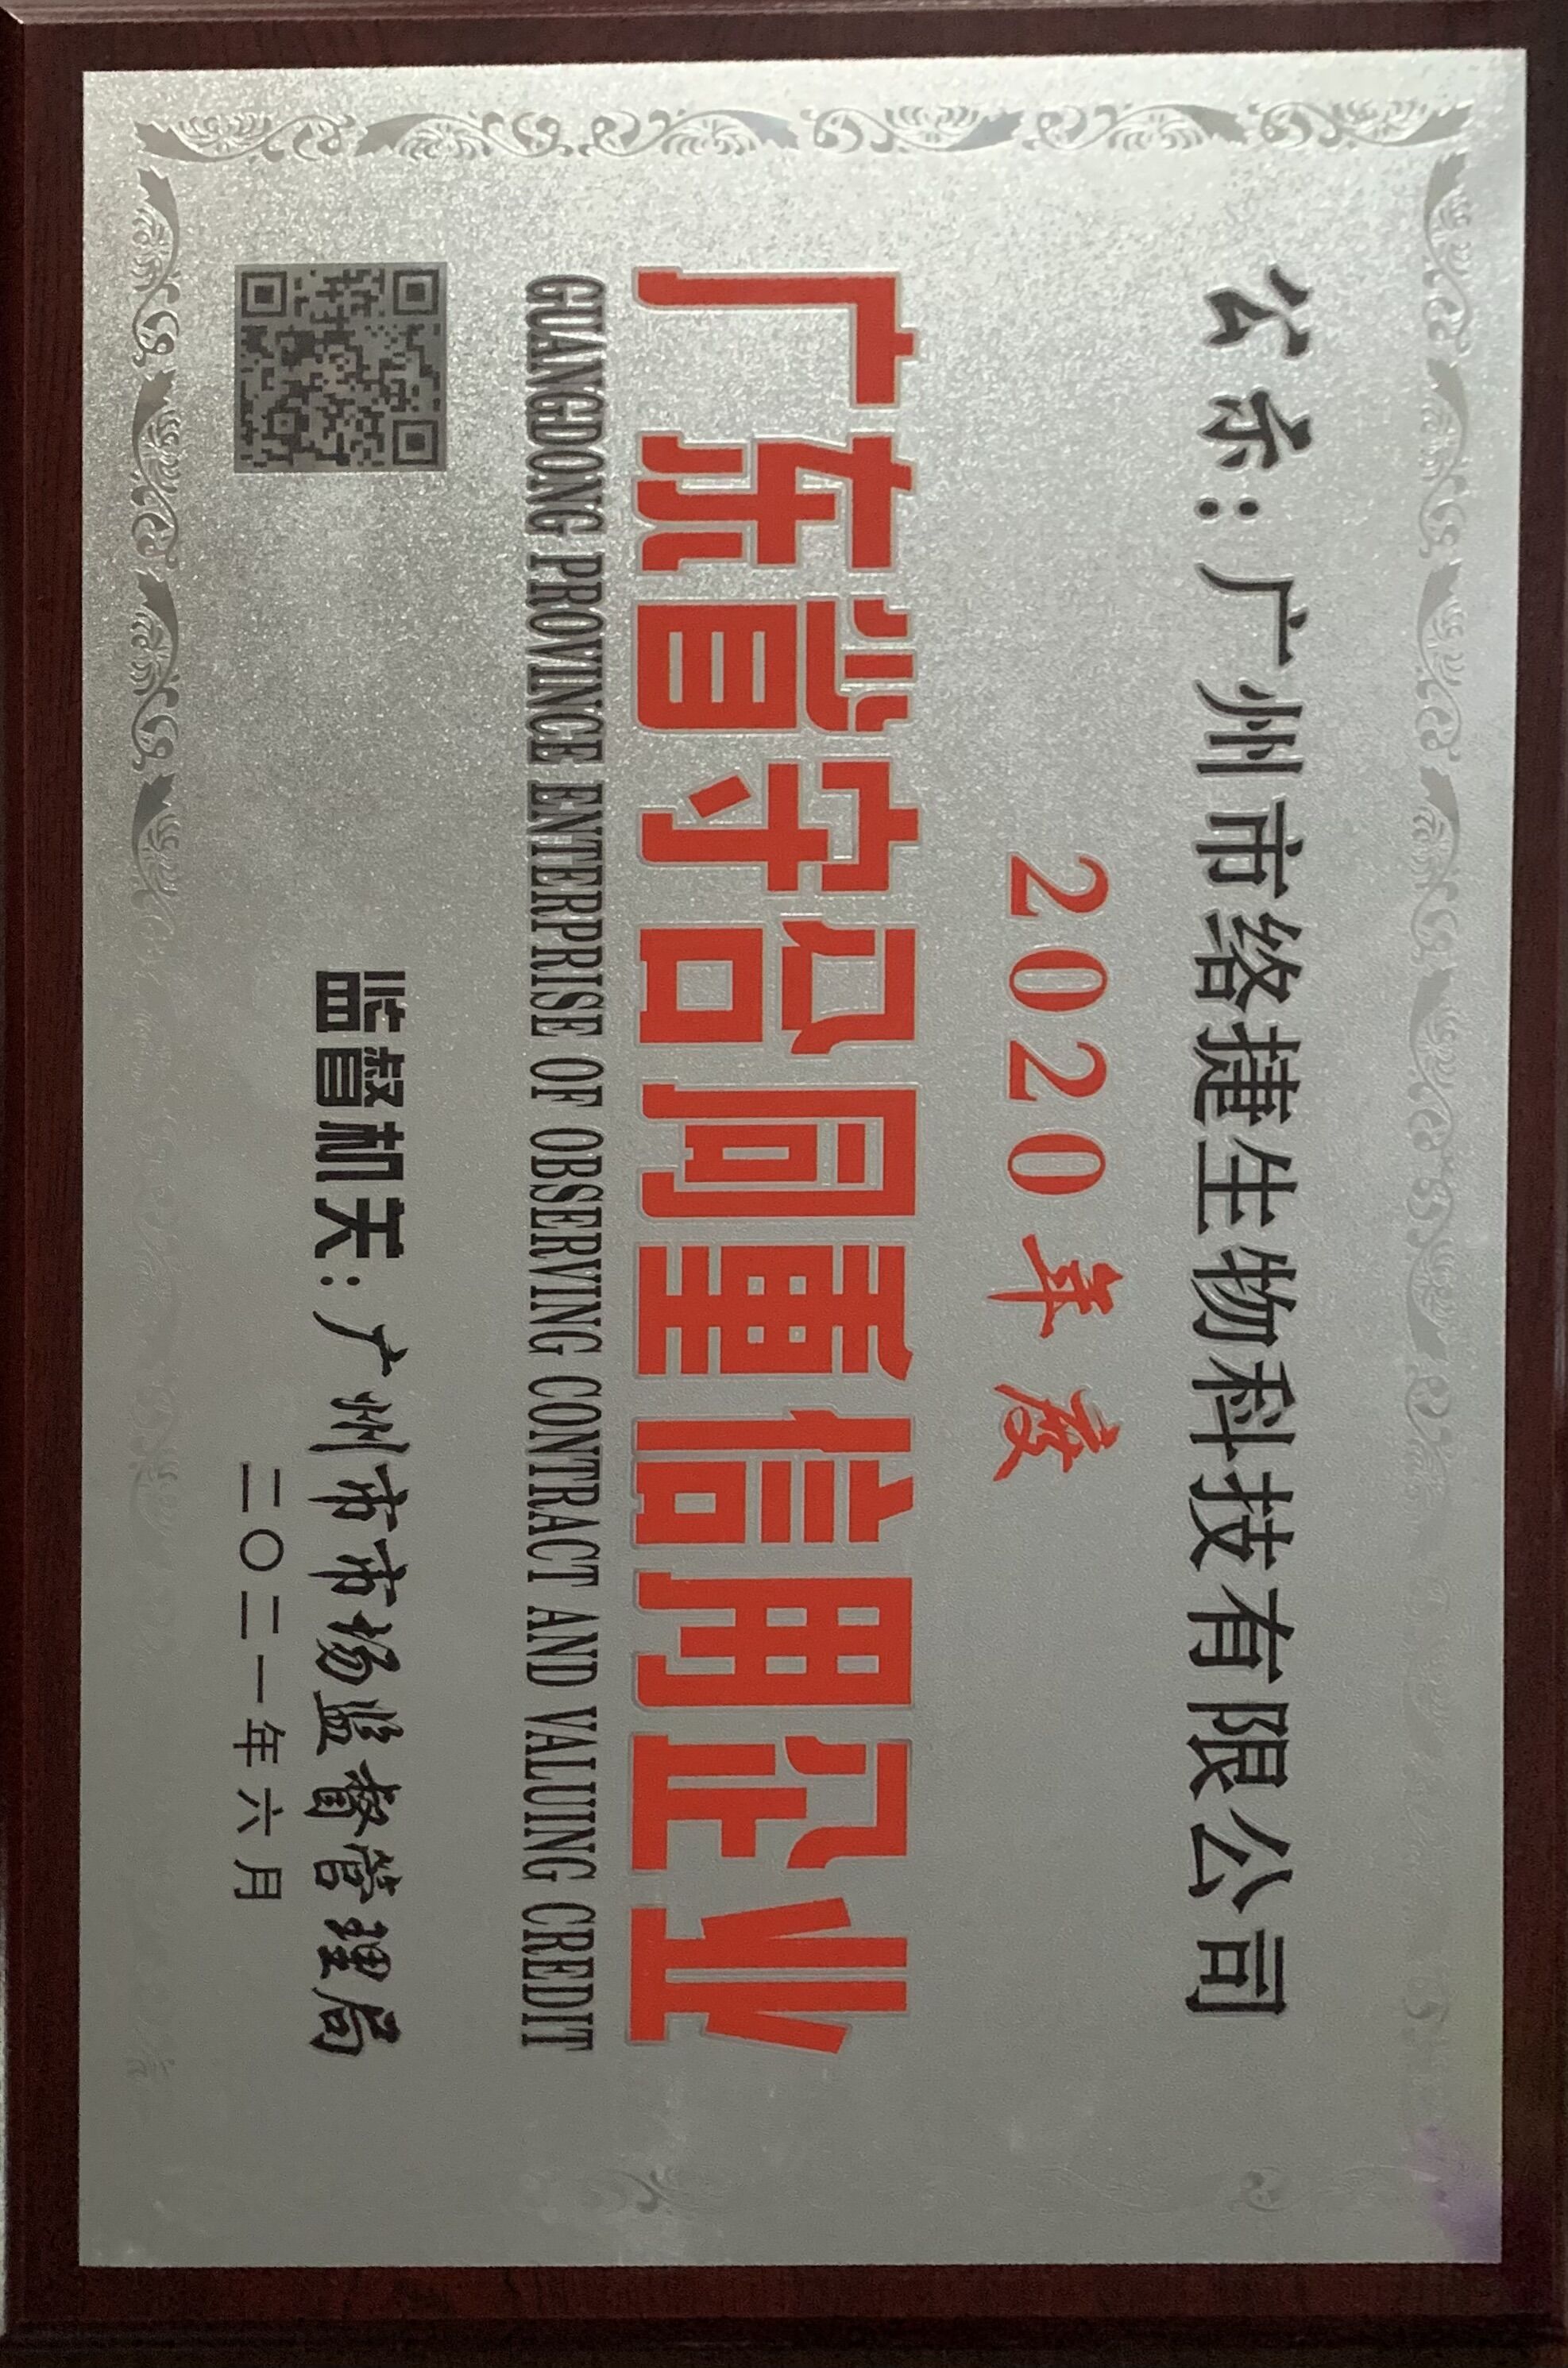 公示：广州市络捷生物科技有限公司
2020年度
广东省守合同重信用企业
GUANGDONG PROVINCE ENTERPRISE OF OBSERVING CONTRACT AND VALUING CREDIT
监督机关：广州市市场监督管理局
二〇二一年六月